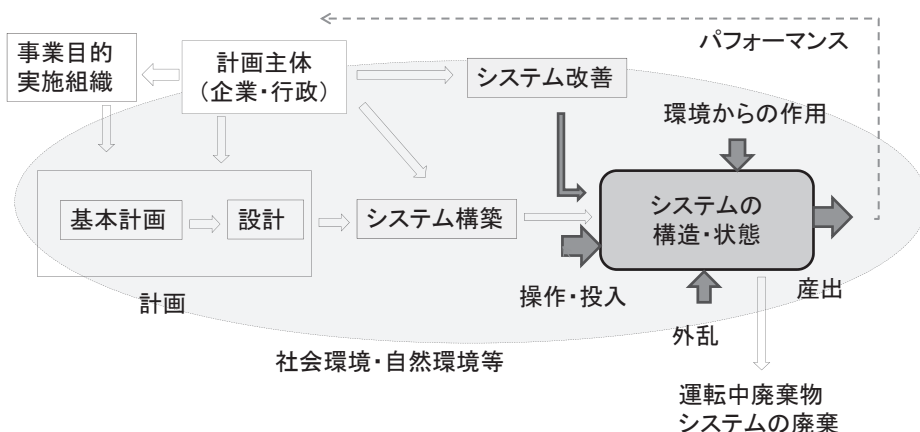 パフォーマンス
事業目的
実施組織
計画主体
(企業・行政)
システム改善
環境からの作用
基本計画
設計
システム構築
システムの
構造・状態
操作・投入
産出
計画
外乱
社会環境・自然環境等
運転中廃棄物
システムの廃棄